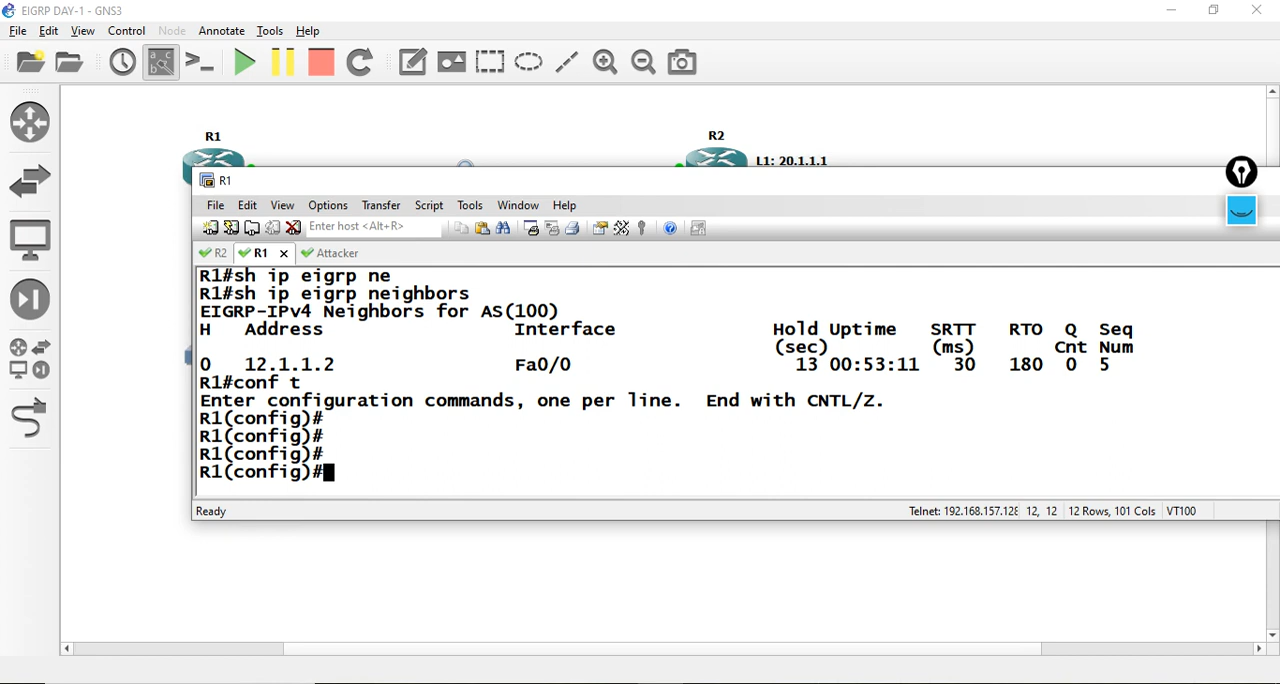 EIGRP DAY-1 - GNS3
File Edit View Control Node Annotate Tools Help
R1
R2
L1: 20.1.1.1
R1
File Edit View Options Transfer Script Tools Window Help
Enter host <Alt+R>
R2 R1 Attacker
R1#sh ip eigrp ne
R1#sh ip eigrp neighbors
EIGRP-IPv4 Neighbors for AS(100)
H Address Interface Hold Uptime SRTT RTO Q Seq
(sec) (ms) Cnt Num
0 12.1.1.2 Fa0/0 13 00:53:11 30 180 0 5
R1#conf t
Enter configuration commands, one per line. End with CNTL/Z.
R1(config)#
R1(config)#
R1(config)#
R1(config)#
Ready Telnet: 192.168.157.128 12, 12 12 Rows, 101 Cols VT100